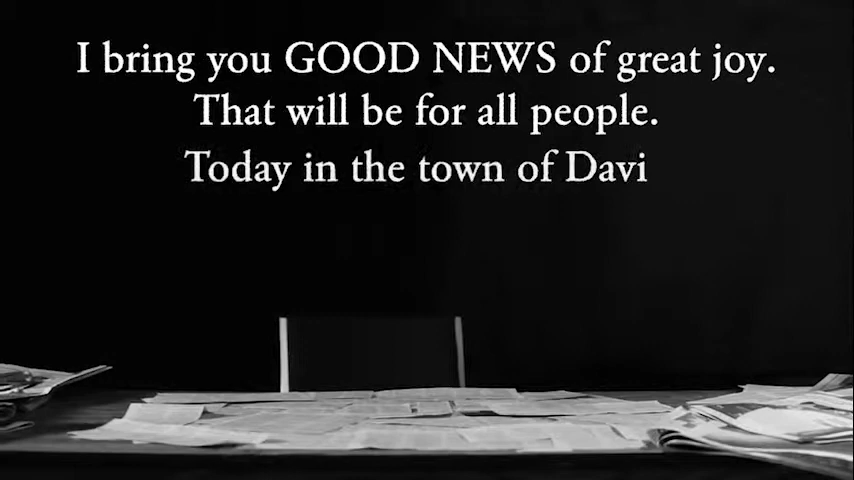 I bring you GOOD NEWS of great joy.
That will be for all people.
Today in the town of Davi